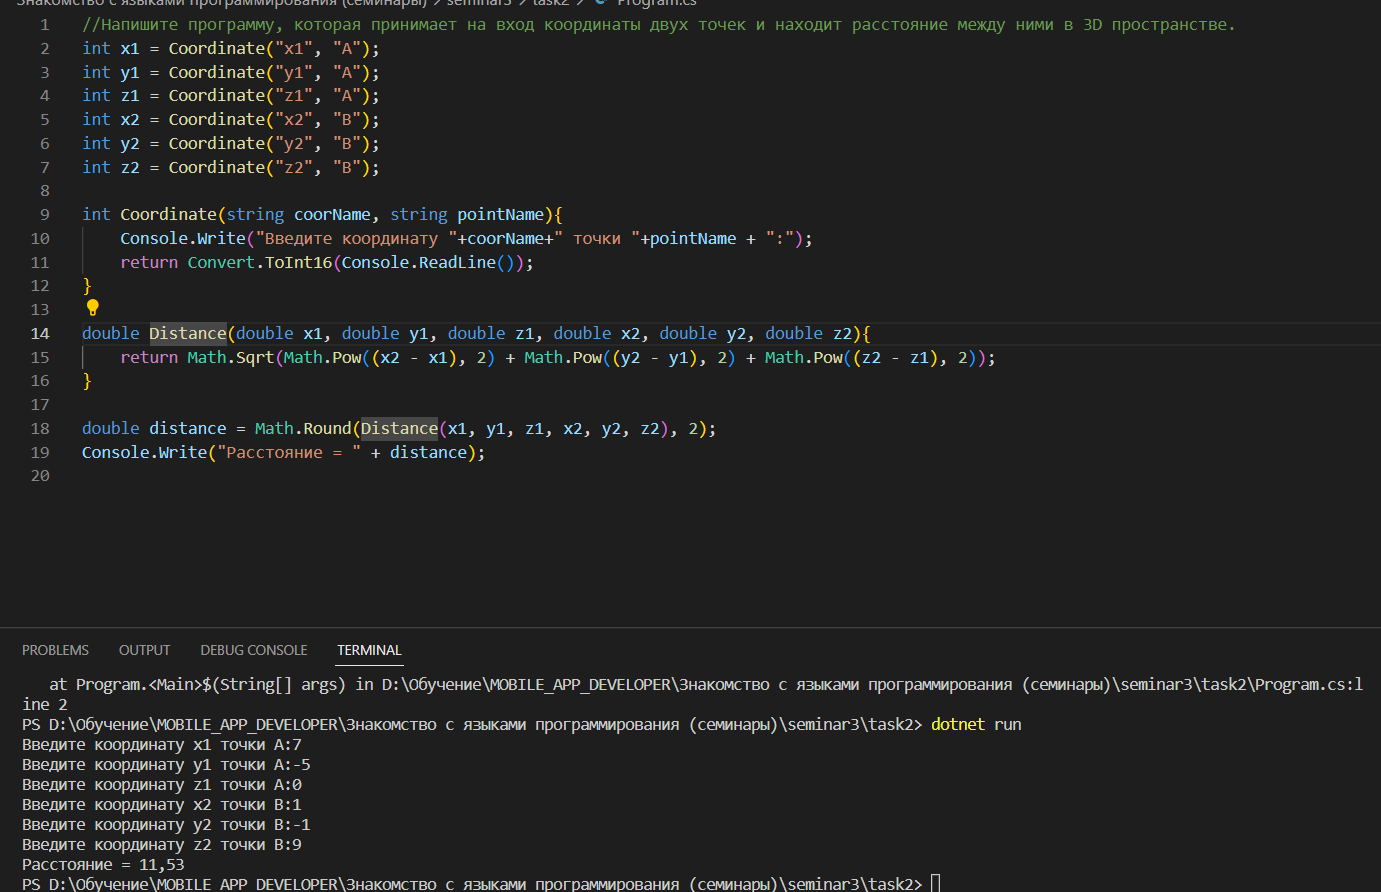 Знакомство с языками программирования (семинары) > seminar3 > task2 > Program.cs
1 //Напишите программу, которая принимает на вход координаты двух точек и находит расстояние между ними в 3D пространстве.
2 int x1 = Coordinate("x1", "A");
3 int y1 = Coordinate("y1", "A");
4 int z1 = Coordinate("z1", "A");
5 int x2 = Coordinate("x2", "B");
6 int y2 = Coordinate("y2", "B");
7 int z2 = Coordinate("z2", "B");
8
9 int Coordinate(string coorName, string pointName){
10 Console.Write("Введите координату "+coorName+" точки "+pointName + ":");
11 return Convert.ToInt16(Console.ReadLine());
12 }
13
14 double Distance(double x1, double y1, double z1, double x2, double y2, double z2){
15 return Math.Sqrt(Math.Pow((x2 - x1), 2) + Math.Pow((y2 - y1), 2) + Math.Pow((z2 - z1), 2));
16 }
17
18 double distance = Math.Round(Distance(x1, y1, z1, x2, y2, z2), 2);
19 Console.Write("Расстояние = " + distance);
20
PROBLEMS OUTPUT DEBUG CONSOLE TERMINAL
at Program.<Main>$(String[] args) in D:\Обучение\MOBILE_APP_DEVELOPER\Знакомство с языками программирования (семинары)\seminar3\task2\Program.cs:l
ine 2
PS D:\Обучение\MOBILE_APP_DEVELOPER\Знакомство с языками программирования (семинары)\seminar3\task2> dotnet run
Введите координату x1 точки A:7
Введите координату y1 точки A:-5
Введите координату z1 точки A:0
Введите координату x2 точки B:1
Введите координату y2 точки B:-1
Введите координату z2 точки B:9
Расстояние = 11,53
PS D:\Обучение\MOBILE_APP_DEVELOPER\Знакомство с языками программирования (семинары)\seminar3\task2>